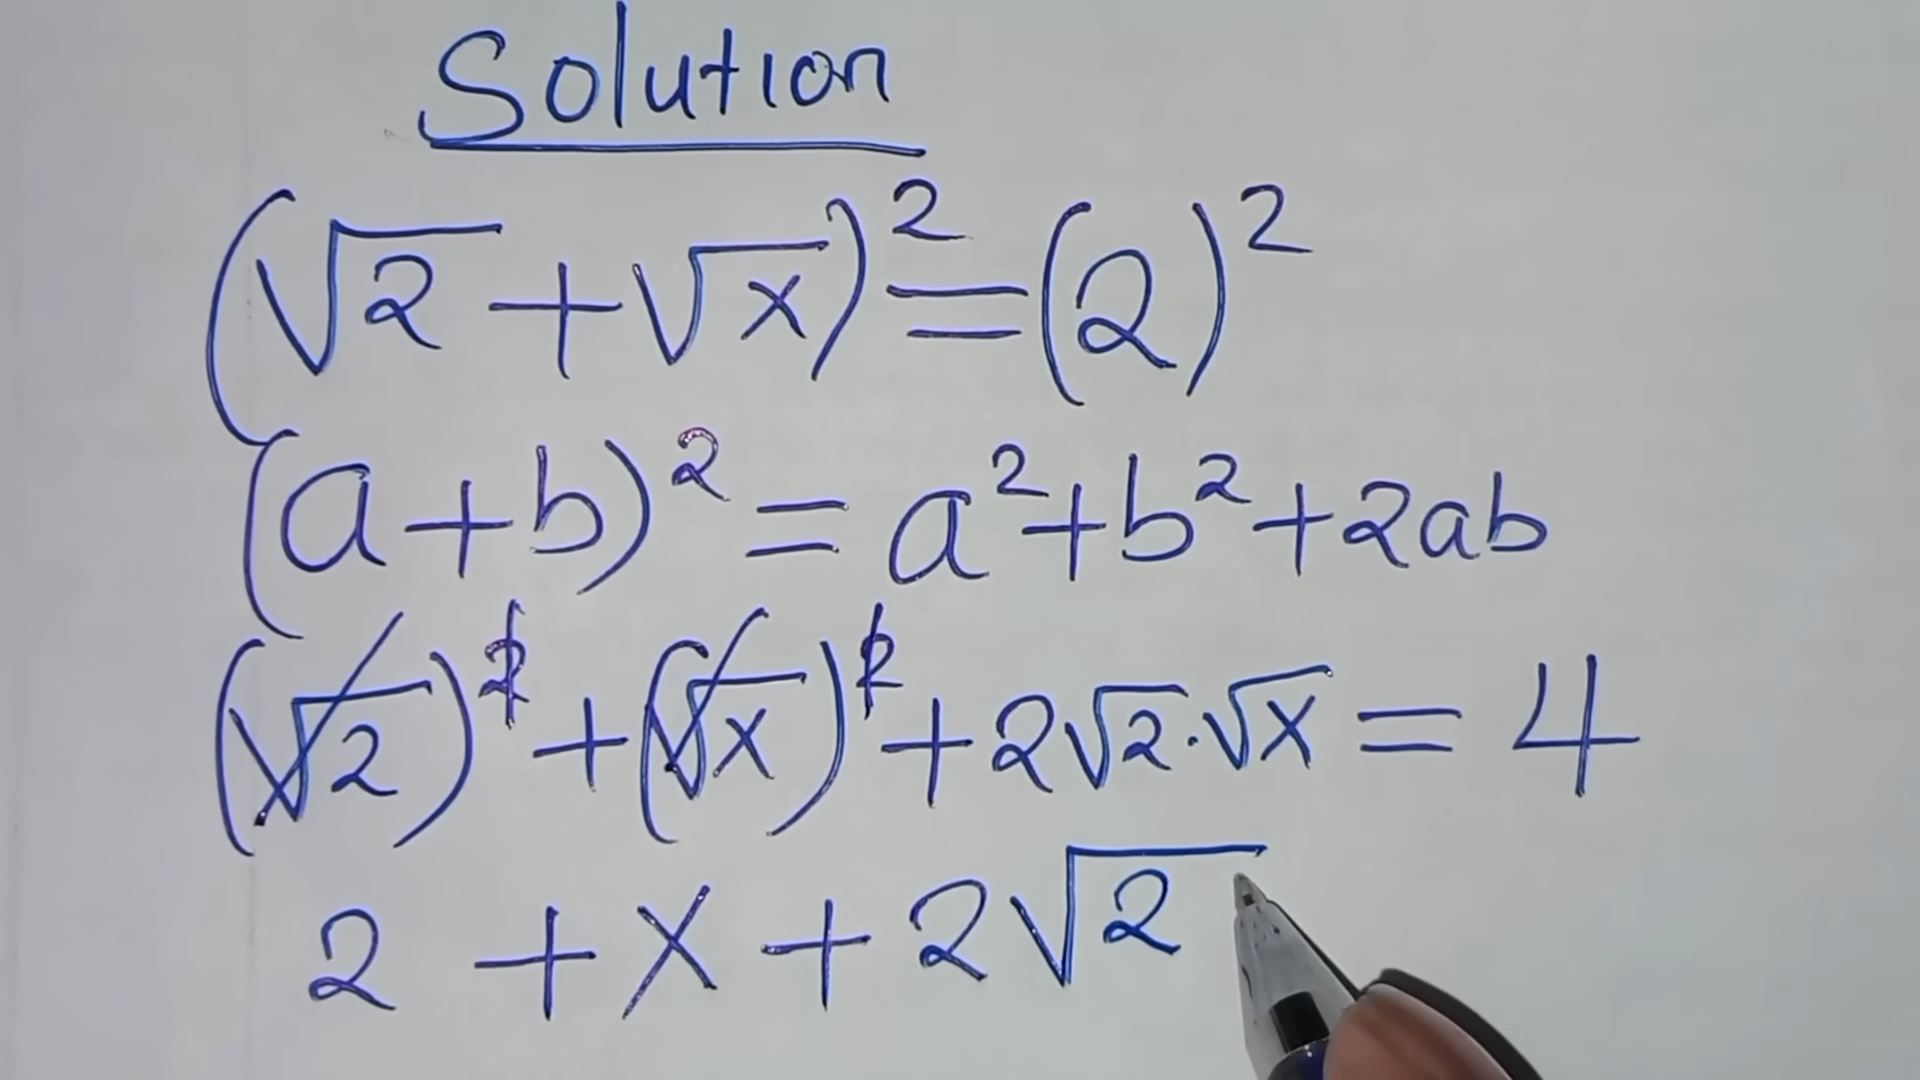 Solution
(√2 + √x)² = (2)²
(a + b)² = a² + b² + 2ab
(√2)² + (√x)² + 2√2·√x = 4
2 + x + 2√2